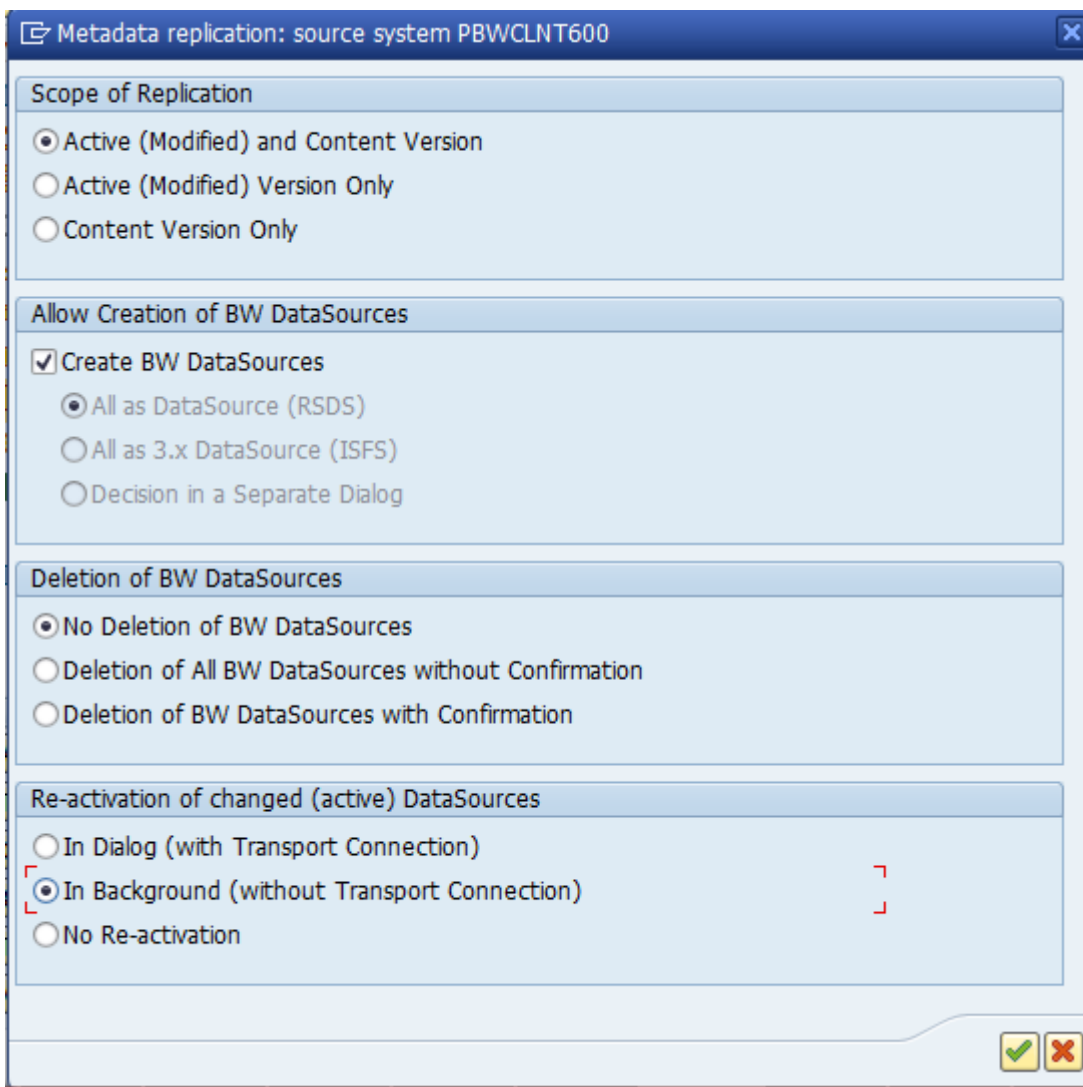 Metadata replication: source system PBWCLNT600
Scope of Replication
Active (Modified) and Content Version
Active (Modified) Version Only
Content Version Only
Allow Creation of BW DataSources
Create BW DataSources
All as DataSource (RSDS)
All as 3.x DataSource (ISFS)
Decision in a Separate Dialog
Deletion of BW DataSources
No Deletion of BW DataSources
Deletion of All BW DataSources without Confirmation
Deletion of BW DataSources with Confirmation
Re-activation of changed (active) DataSources
In Dialog (with Transport Connection)
In Background (without Transport Connection)
No Re-activation